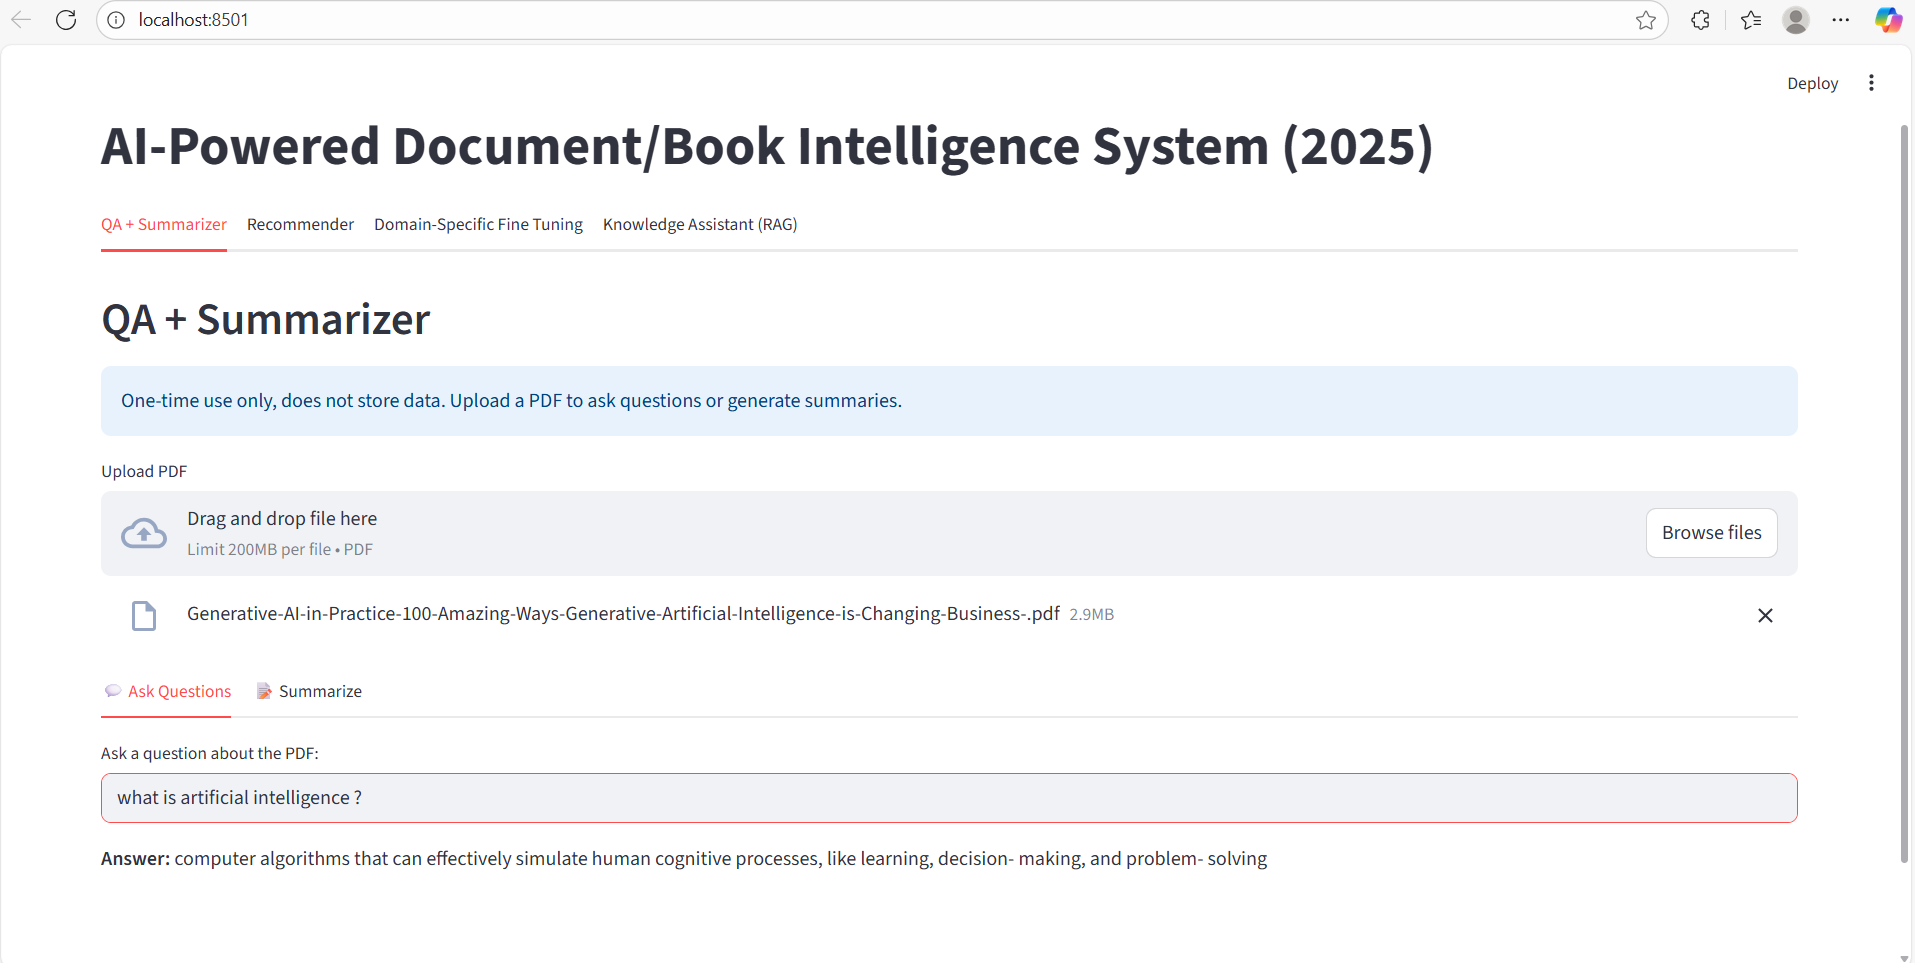 localhost:8501
Deploy
AI-Powered Document/Book Intelligence System (2025)
QA + Summarizer Recommender Domain-Specific Fine Tuning Knowledge Assistant (RAG)
QA + Summarizer
One-time use only, does not store data. Upload a PDF to ask questions or generate summaries.
Upload PDF
Drag and drop file here
Limit 200MB per file • PDF
Browse files
Generative-AI-in-Practice-100-Amazing-Ways-Generative-Artificial-Intelligence-is-Changing-Business-.pdf 2.9MB
Ask Questions Summarize
Ask a question about the PDF:
what is artificial intelligence ?
Answer: computer algorithms that can effectively simulate human cognitive processes, like learning, decision- making, and problem- solving